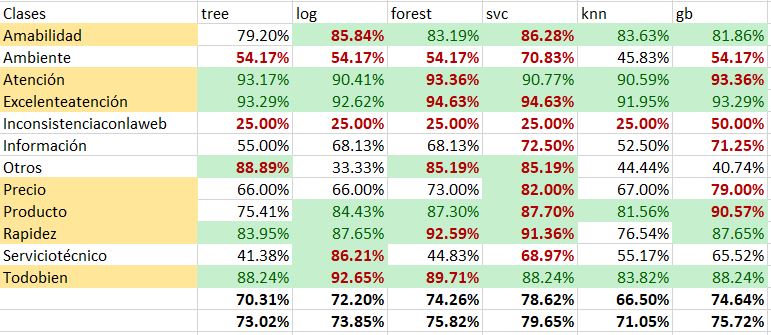 Clases tree log forest svc knn gb
Amabilidad 79.20% 85.84% 83.19% 86.28% 83.63% 81.86%
Ambiente 54.17% 54.17% 54.17% 70.83% 45.83% 54.17%
Atención 93.17% 90.41% 93.36% 90.77% 90.59% 93.36%
Excelenteatención 93.29% 92.62% 94.63% 94.63% 91.95% 93.29%
Inconsistenciaconlaweb 25.00% 25.00% 25.00% 25.00% 25.00% 50.00%
Información 55.00% 68.13% 68.13% 72.50% 52.50% 71.25%
Otros 88.89% 33.33% 85.19% 85.19% 44.44% 40.74%
Precio 66.00% 66.00% 73.00% 82.00% 67.00% 79.00%
Producto 75.41% 84.43% 87.30% 87.70% 81.56% 90.57%
Rapidez 83.95% 87.65% 92.59% 91.36% 76.54% 87.65%
Serviciotécnico 41.38% 86.21% 44.83% 68.97% 55.17% 65.52%
Todobien 88.24% 92.65% 89.71% 88.24% 83.82% 88.24%
70.31% 72.20% 74.26% 78.62% 66.50% 74.64%
73.02% 73.85% 75.82% 79.65% 71.05% 75.72%